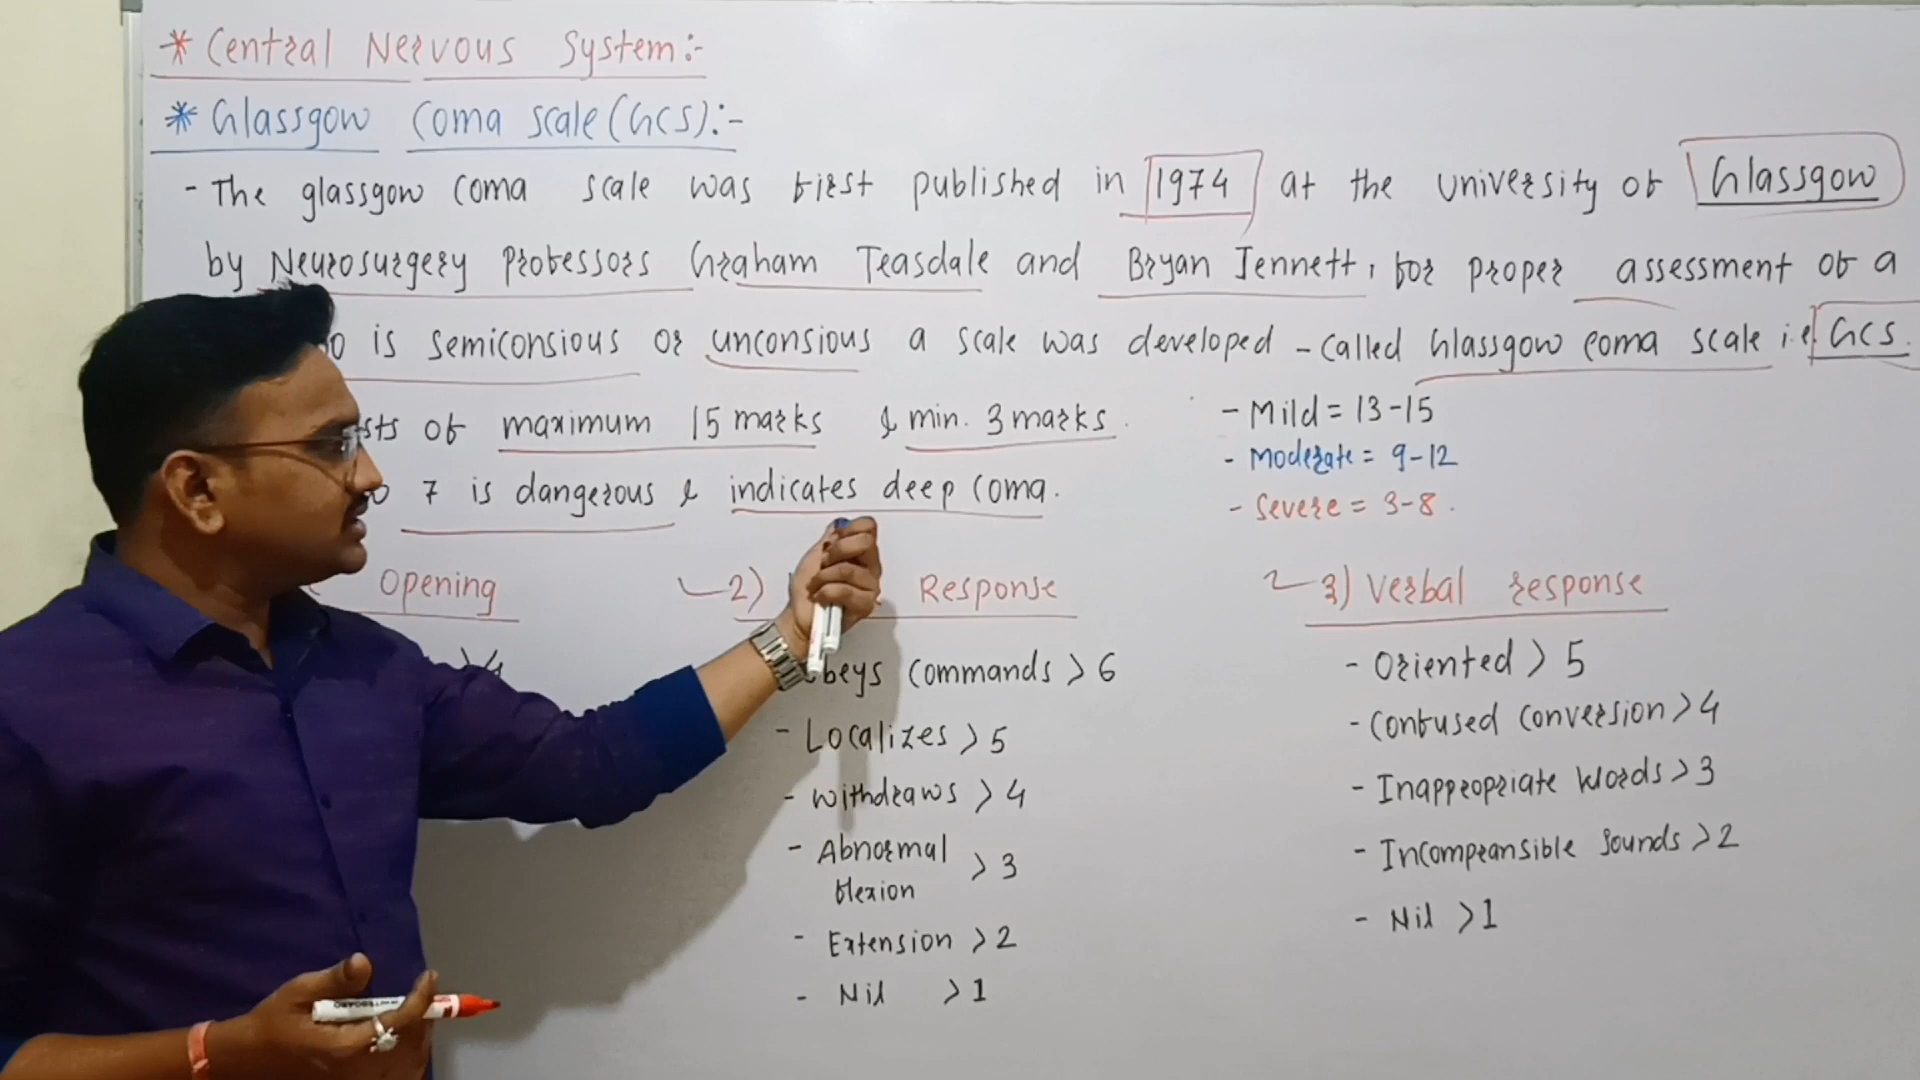 * Central Nervous System:-
* Glassgow Coma Scale (GCS):-
- The glassgow coma scale was first published in 1974 at the university of Glassgow
by Neurosurgery Professors Graham Teasdale and Bryan Jennett, for proper assessment of a
is semiconsious or unconsious a scale was developed - called Glassgow coma scale i.e. GCS.
of maximum 15 marks & min. 3 marks.
7 is dangerous & indicates deep coma.
- Mild = 13-15
- Moderate = 9-12
- Severe = 3-8.
Opening
2) Response
Obeys commands > 6
- Localizes > 5
- withdraws > 4
- Abnormal
flexion > 3
- Extension > 2
- Nil > 1
3) Verbal response
- Oriented > 5
- Confused conversion > 4
- Inappropriate words > 3
- Incompransible sounds > 2
- Nil > 1